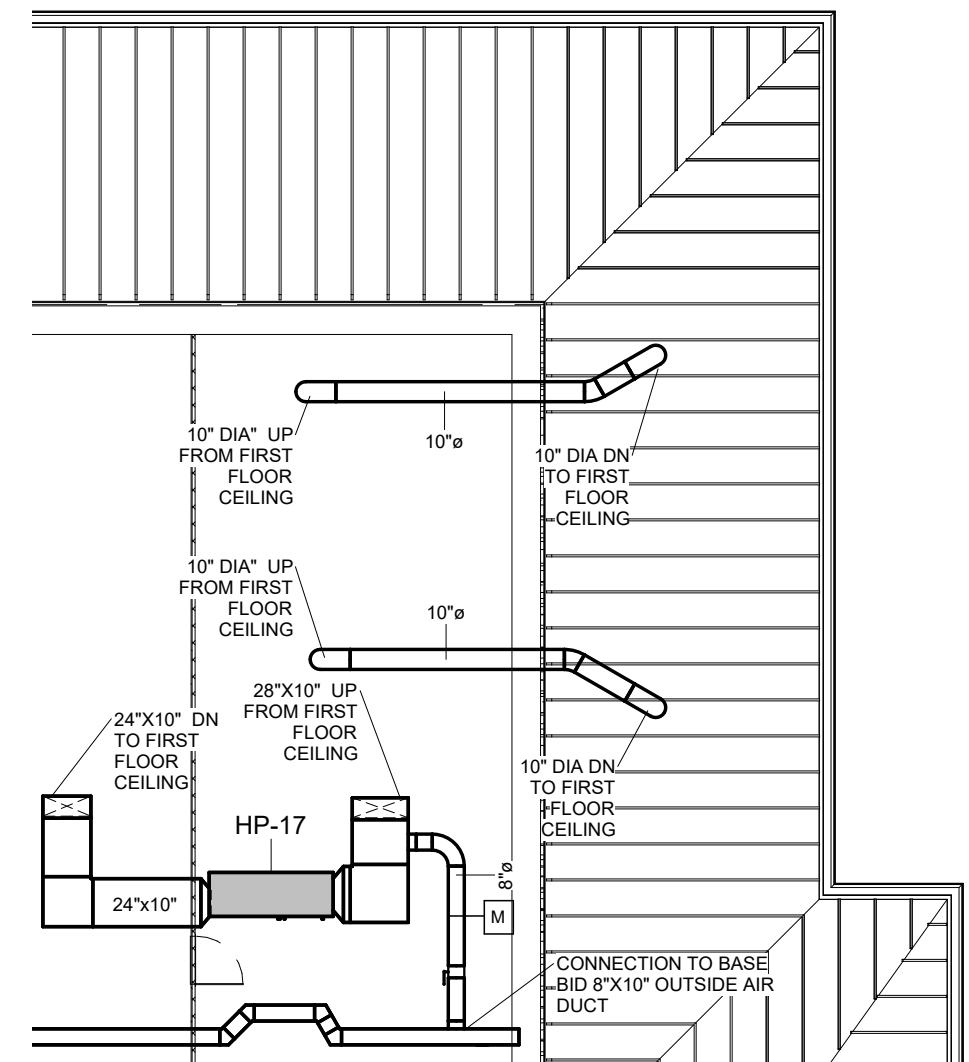 10" DIA" UP
FROM FIRST
FLOOR
CEILING
10"ø
10" DIA DN
TO FIRST
FLOOR
CEILING
10" DIA" UP
FROM FIRST
FLOOR
CEILING
10"ø
28"X10" UP
FROM FIRST
FLOOR
CEILING
24"X10" DN
TO FIRST
FLOOR
CEILING
10" DIA DN
TO FIRST
FLOOR
CEILING
HP-17
8"ø
24"x10"
M
CONNECTION TO BASE
BID 8"X10" OUTSIDE AIR
DUCT